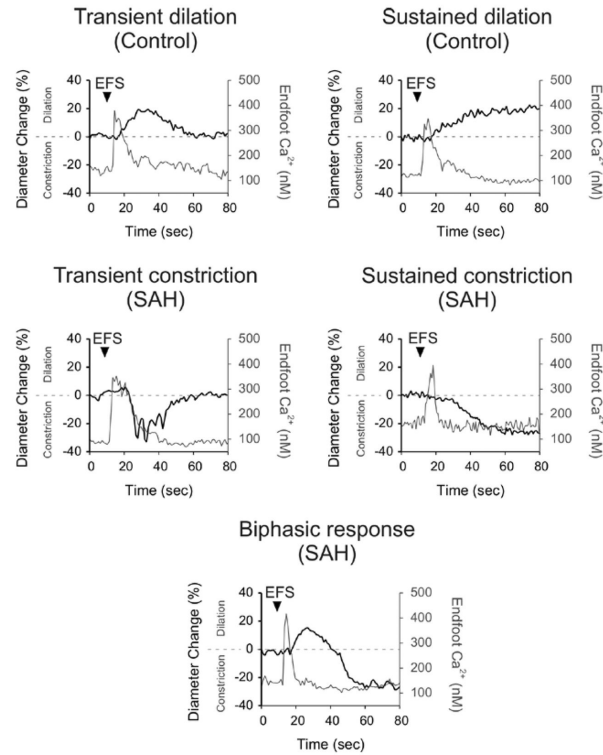 Transient dilation
(Control)
EFS
Diameter Change (%)
Constriction Dilation
40
20
0
-20
-40
500
400
300
200
100
Endfoot Ca²⁺ (nM)
0 20 40 60 80
Time (sec)
Sustained dilation
(Control)
EFS
Diameter Change (%)
Constriction Dilation
40
20
0
-20
-40
500
400
300
200
100
Endfoot Ca²⁺ (nM)
0 20 40 60 80
Time (sec)
Transient constriction
(SAH)
EFS
Diameter Change (%)
Constriction Dilation
40
20
0
-20
-40
500
400
300
200
100
Endfoot Ca²⁺ (nM)
0 20 40 60 80
Time (sec)
Sustained constriction
(SAH)
EFS
Diameter Change (%)
Constriction Dilation
40
20
0
-20
-40
500
400
300
200
100
Endfoot Ca²⁺ (nM)
0 20 40 60 80
Time (sec)
Biphasic response
(SAH)
EFS
Diameter Change (%)
Constriction Dilation
40
20
0
-20
-40
500
400
300
200
100
Endfoot Ca²⁺ (nM)
0 20 40 60 80
Time (sec)